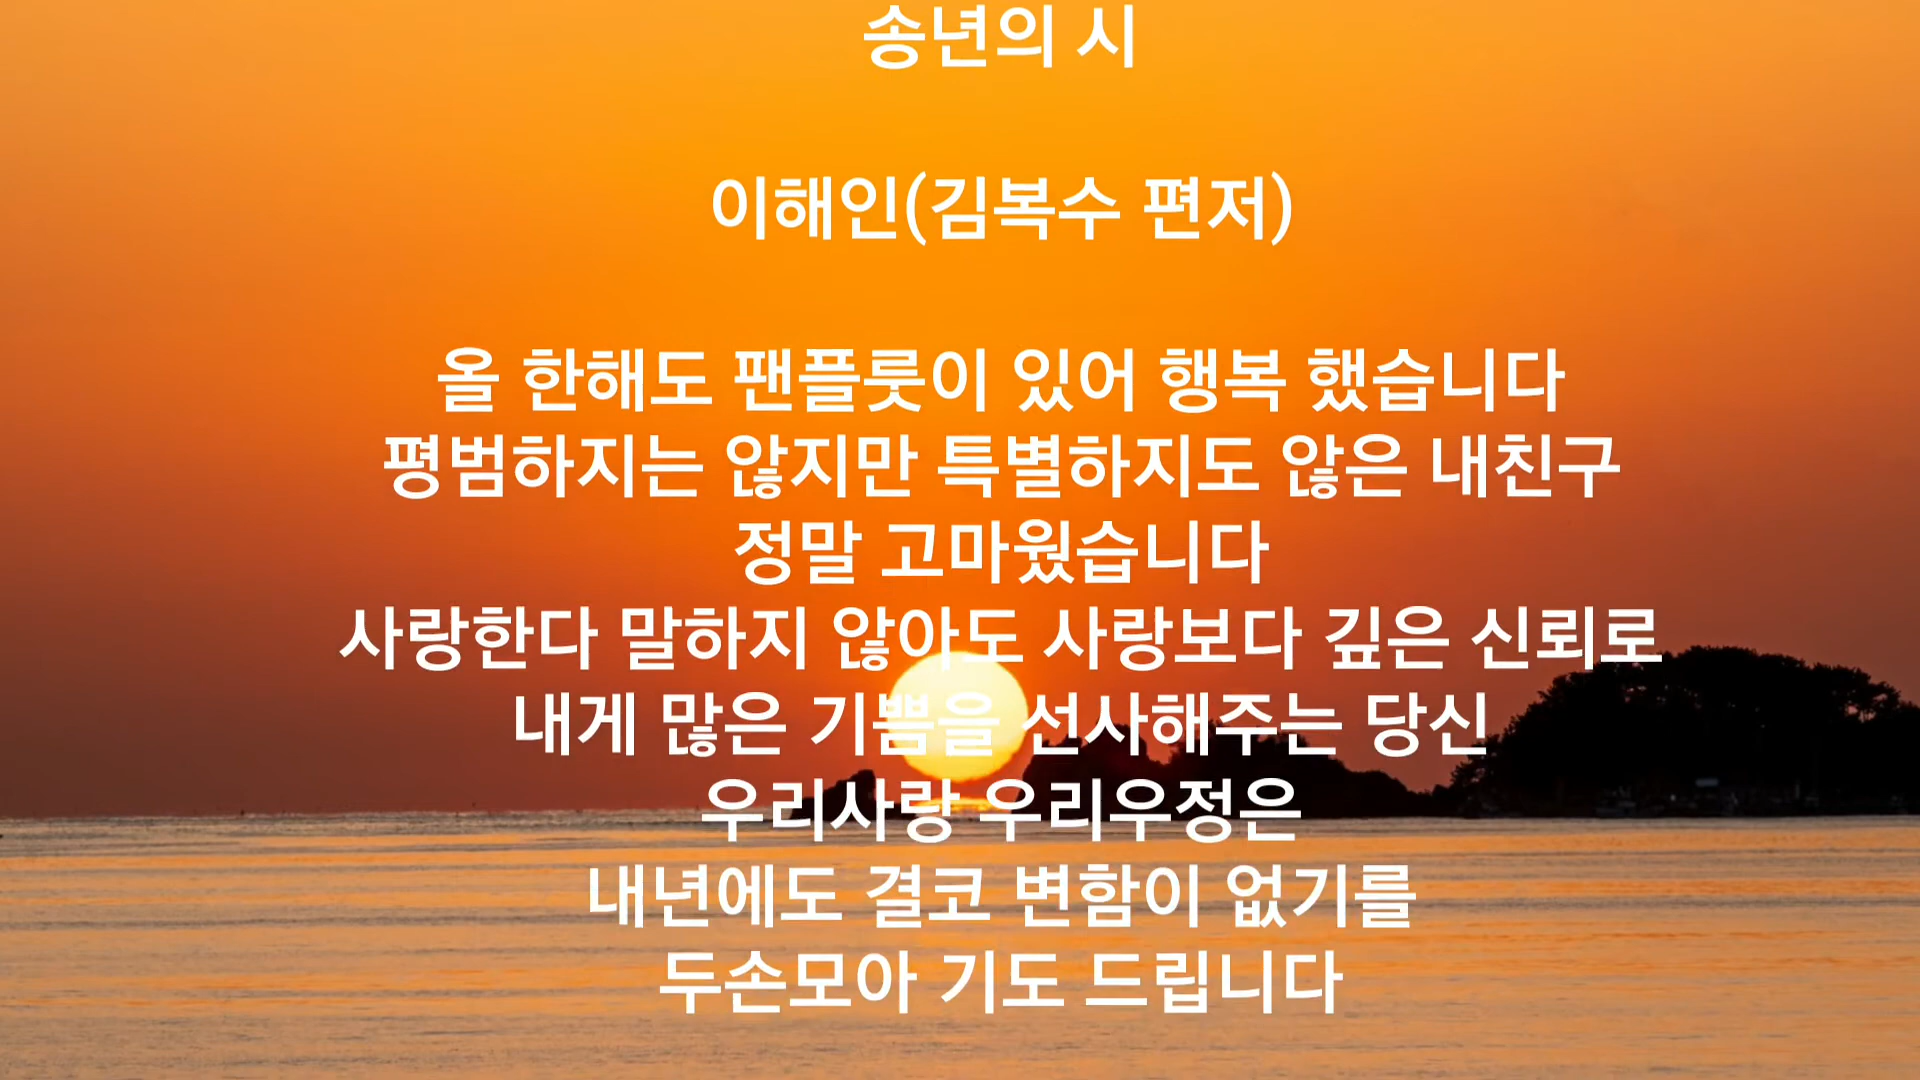 송년의 시
이해인(김복수 편저)
올 한해도 팬플룻이 있어 행복 했습니다
평범하지는 않지만 특별하지도 않은 내친구
정말 고마웠습니다
사랑한다 말하지 않아도 사랑보다 깊은 신뢰로
내게 많은 기쁨을 선사해주는 당신
우리사랑 우리우정은
내년에도 결코 변함이 없기를
두손모아 기도 드립니다